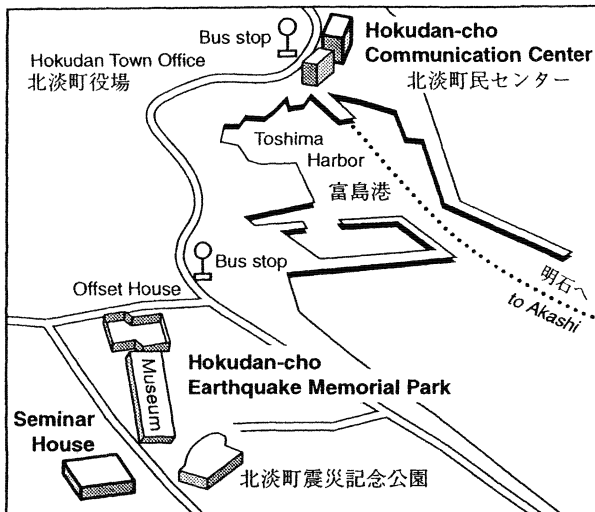 Bus stop
Hokudan-cho
Communication Center
北淡町民センター
Hokudan Town Office
北淡町役場
Toshima
Harbor
富島港
Bus stop
明石へ
to Akashi
Offset House
Museum
Hokudan-cho
Earthquake Memorial Park
Seminar
House
北淡町震災記念公園